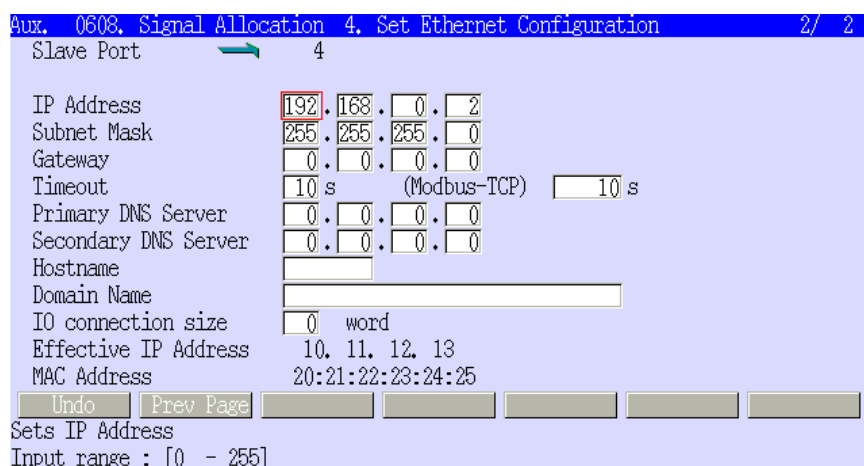 Aux. 0608. Signal Allocation 4. Set Ethernet Configuration 2/ 2
Slave Port 4
IP Address 192.168. 0. 2
Subnet Mask 255.255.255. 0
Gateway 0. 0. 0. 0
Timeout 10 s (Modbus-TCP) 10 s
Primary DNS Server 0. 0. 0. 0
Secondary DNS Server 0. 0. 0. 0
Hostname
Domain Name
IO connection size 0 word
Effective IP Address 10. 11. 12. 13
MAC Address 20:21:22:23:24:25
Undo Prev Page
Sets IP Address
Input range : [0 - 255]